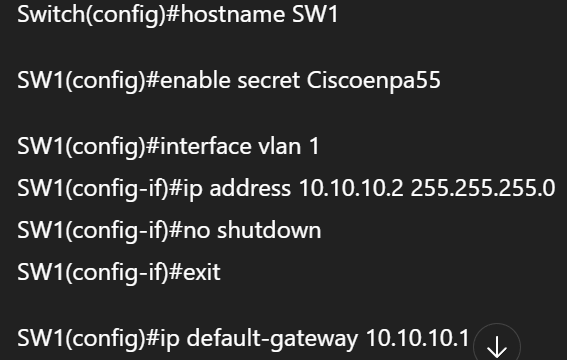 Switch(config)#hostname SW1
SW1(config)#enable secret Ciscoenpa55
SW1(config)#interface vlan 1
SW1(config-if)#ip address 10.10.10.2 255.255.255.0
SW1(config-if)#no shutdown
SW1(config-if)#exit
SW1(config)#ip default-gateway 10.10.10.1